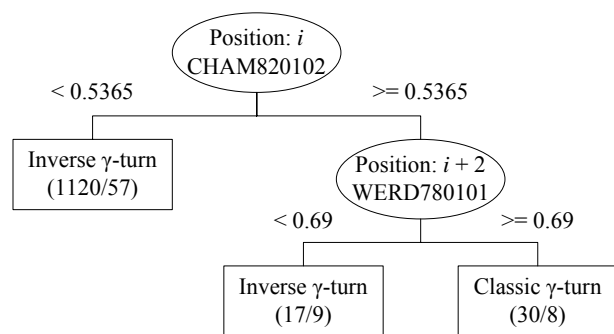 Position: i
CHAM820102
< 0.5365
>= 0.5365
Inverse γ-turn
(1120/57)
Position: i + 2
WERD780101
< 0.69
>= 0.69
Inverse γ-turn
(17/9)
Classic γ-turn
(30/8)